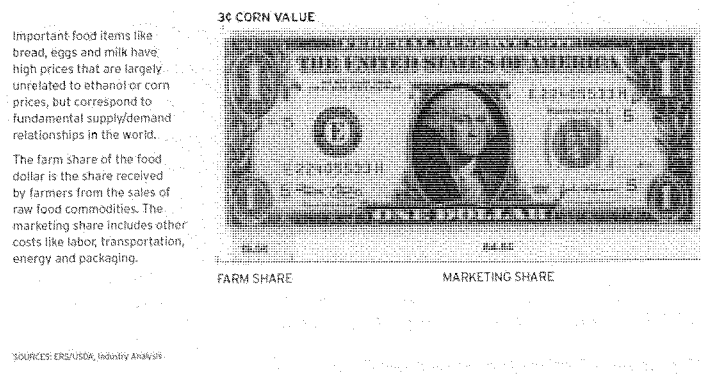 3¢ CORN VALUE
Important food items like
bread, eggs and milk have
high prices that are largely
unrelated to ethanol or corn
prices, but correspond to
fundamental supply/demand
relationships in the world.
The farm share of the food
dollar is the share received
by farmers from the sales of
raw food commodities. The
marketing share includes other
costs like labor, transportation,
energy and packaging.
FEDERAL RESERVE NOTE
THE UNITED STATES OF AMERICA
ONE DOLLAR
FARM SHARE
MARKETING SHARE
SOURCES: ERS/USDA, Industry Analysis